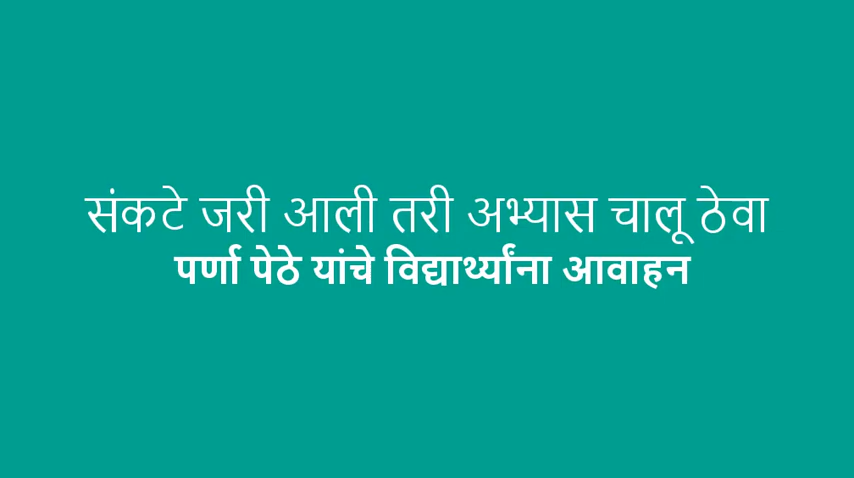 संकटे जरी आली तरी अभ्यास चालू ठेवा
पर्णा पेठे यांचे विद्यार्थ्यांना आवाहन